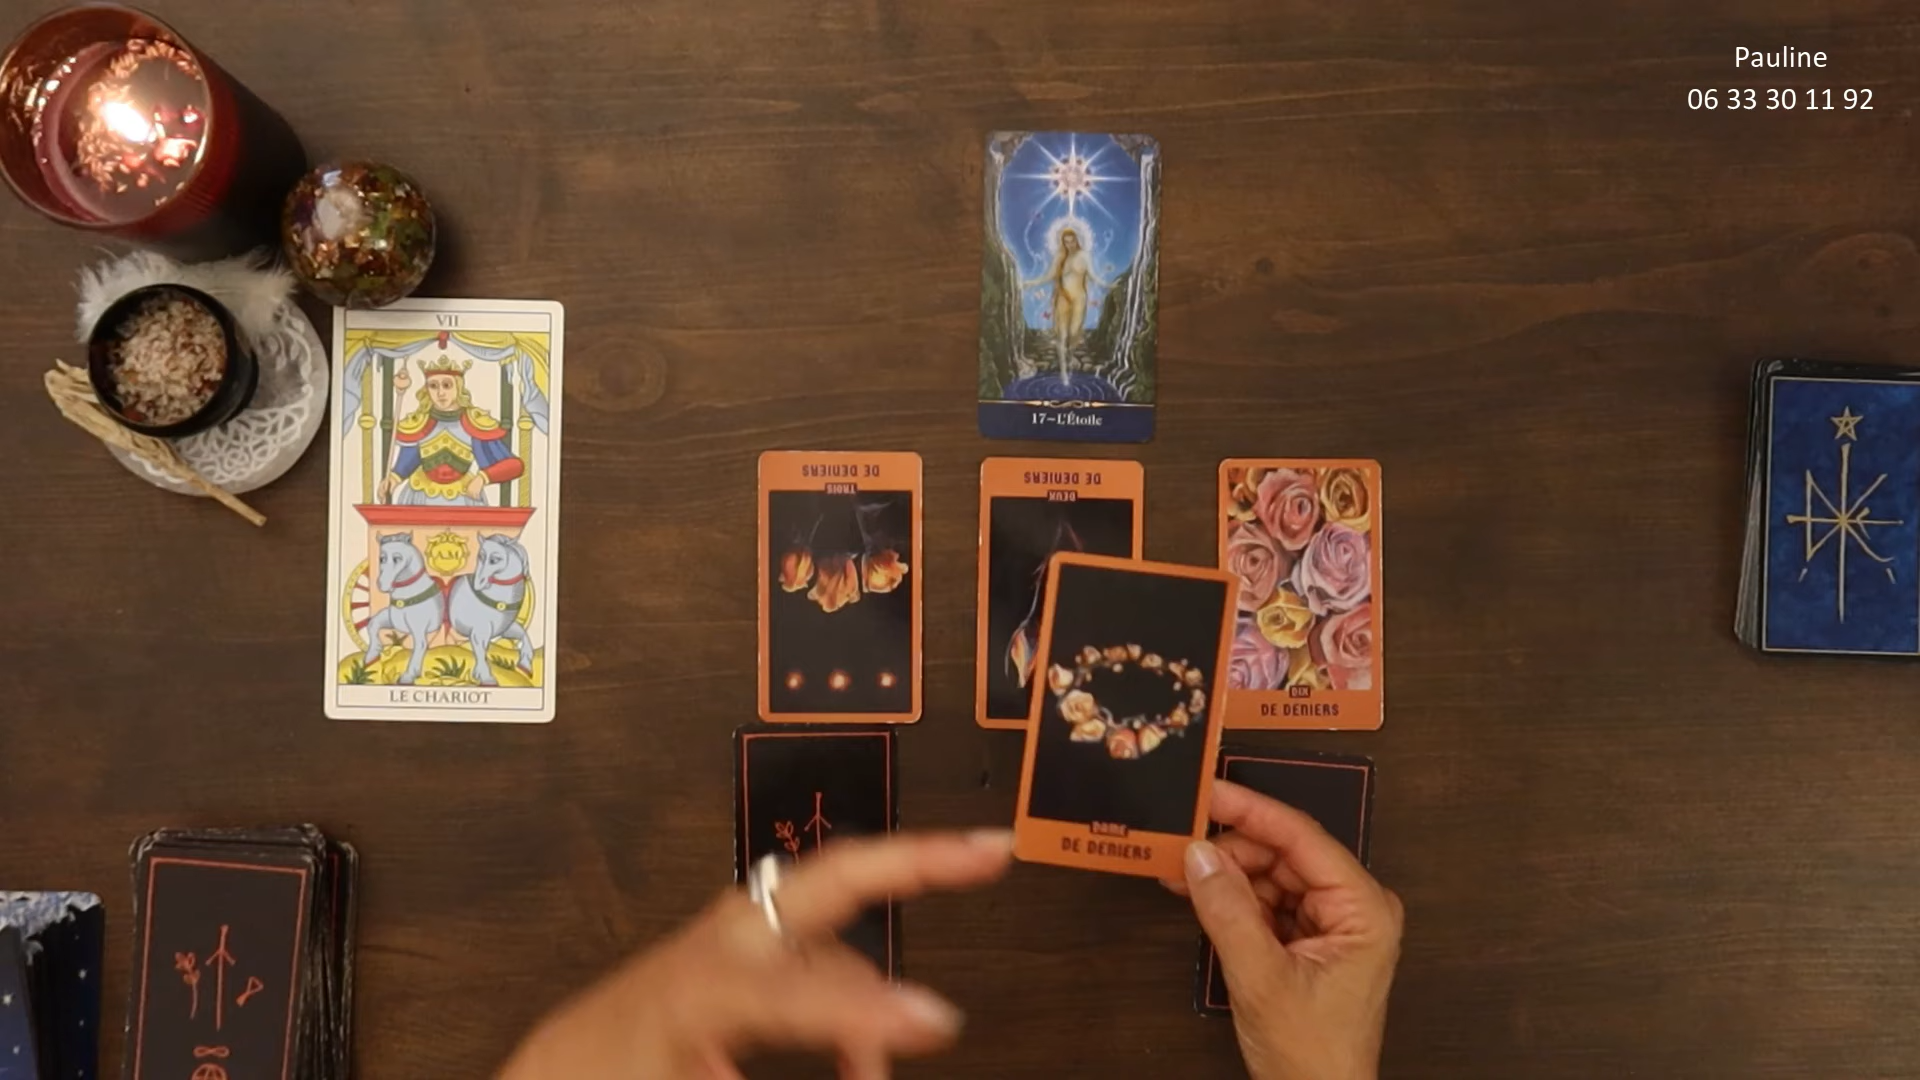 Pauline
06 33 30 11 92
VII
LE CHARIOT
17-L'Étoile
TROIS
DE DENIERS
DEUX
DE DENIERS
DIX
DE DENIERS
DAME
DE DENIERS